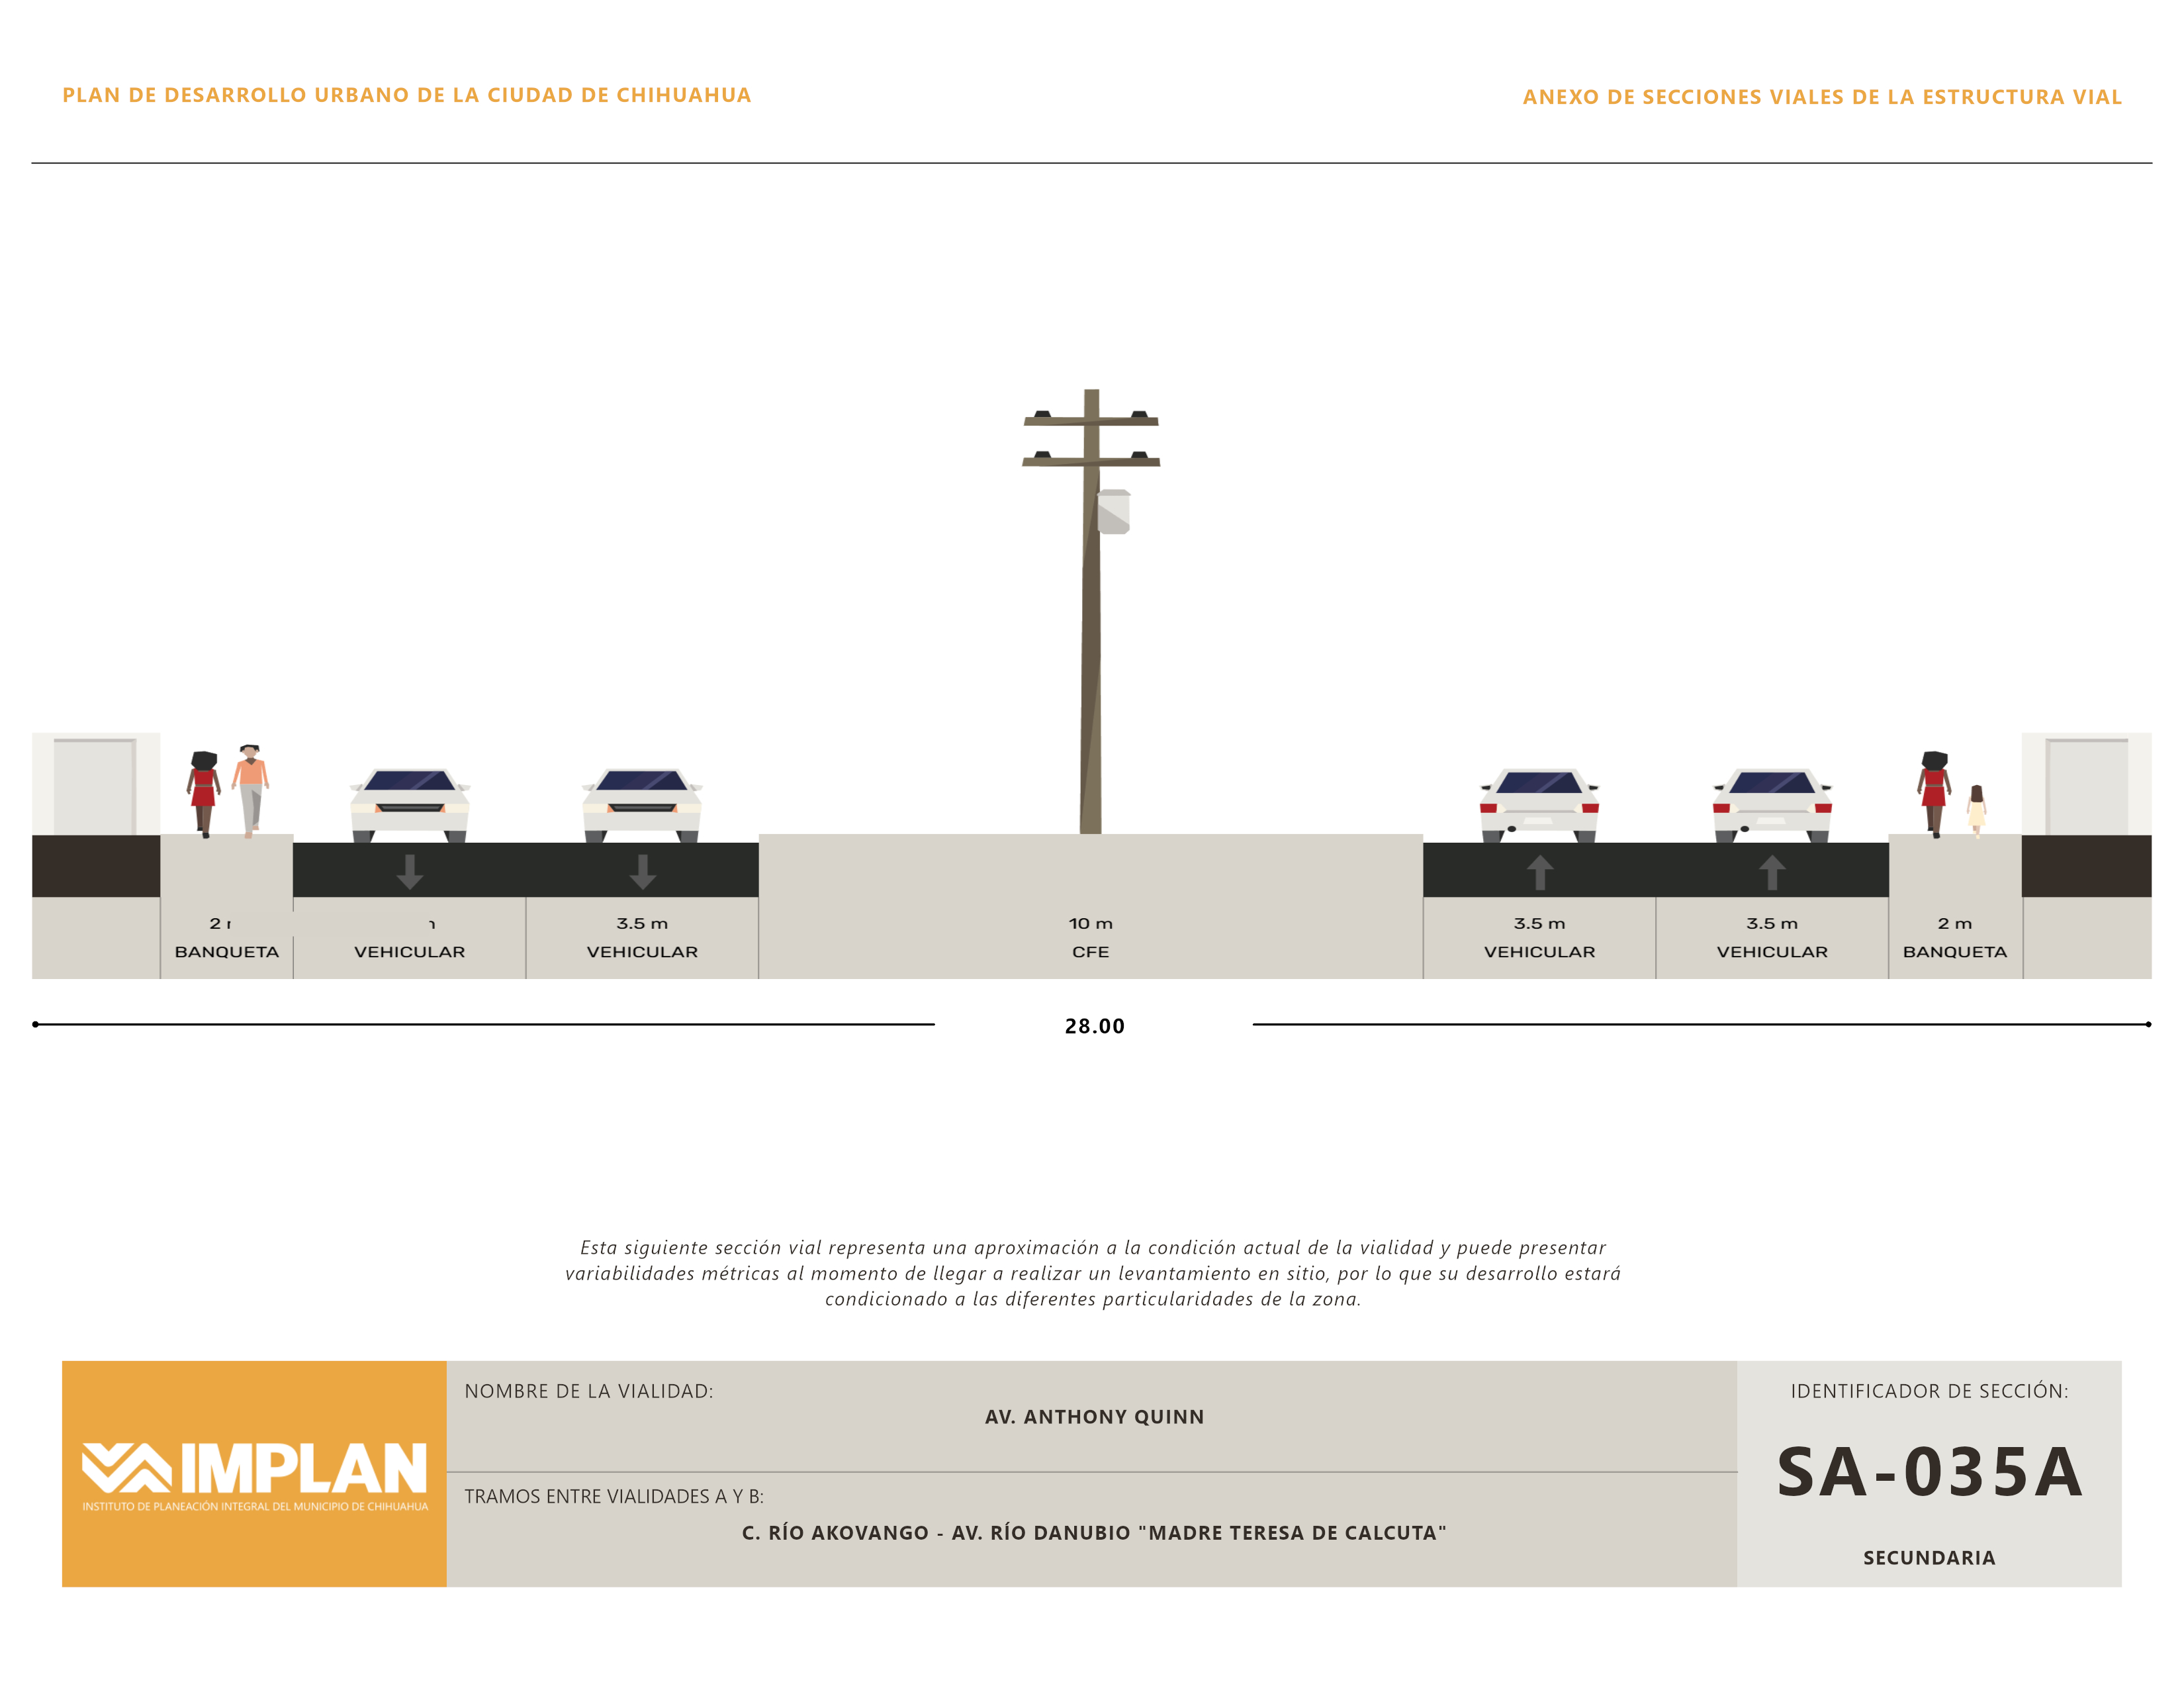 PLAN DE DESARROLLO URBANO DE LA CIUDAD DE CHIHUAHUA
ANEXO DE SECCIONES VIALES DE LA ESTRUCTURA VIAL
2
3.5 m
10 m
3.5 m
3.5 m
2 m
BANQUETA
VEHICULAR
VEHICULAR
CFE
VEHICULAR
VEHICULAR
BANQUETA
28.00
Esta siguiente sección vial representa una aproximación a la condición actual de la vialidad y puede presentar
variabilidades métricas al momento de llegar a realizar un levantamiento en sitio, por lo que su desarrollo estará
condicionado a las diferentes particularidades de la zona.
IMPLAN
INSTITUTO DE PLANEACIÓN INTEGRAL DEL MUNICIPIO DE CHIHUAHUA
NOMBRE DE LA VIALIDAD:
AV. ANTHONY QUINN
TRAMOS ENTRE VIALIDADES A Y B:
C. RÍO AKOVANGO - AV. RÍO DANUBIO "MADRE TERESA DE CALCUTA"
IDENTIFICADOR DE SECCIÓN:
SA-035A
SECUNDARIA